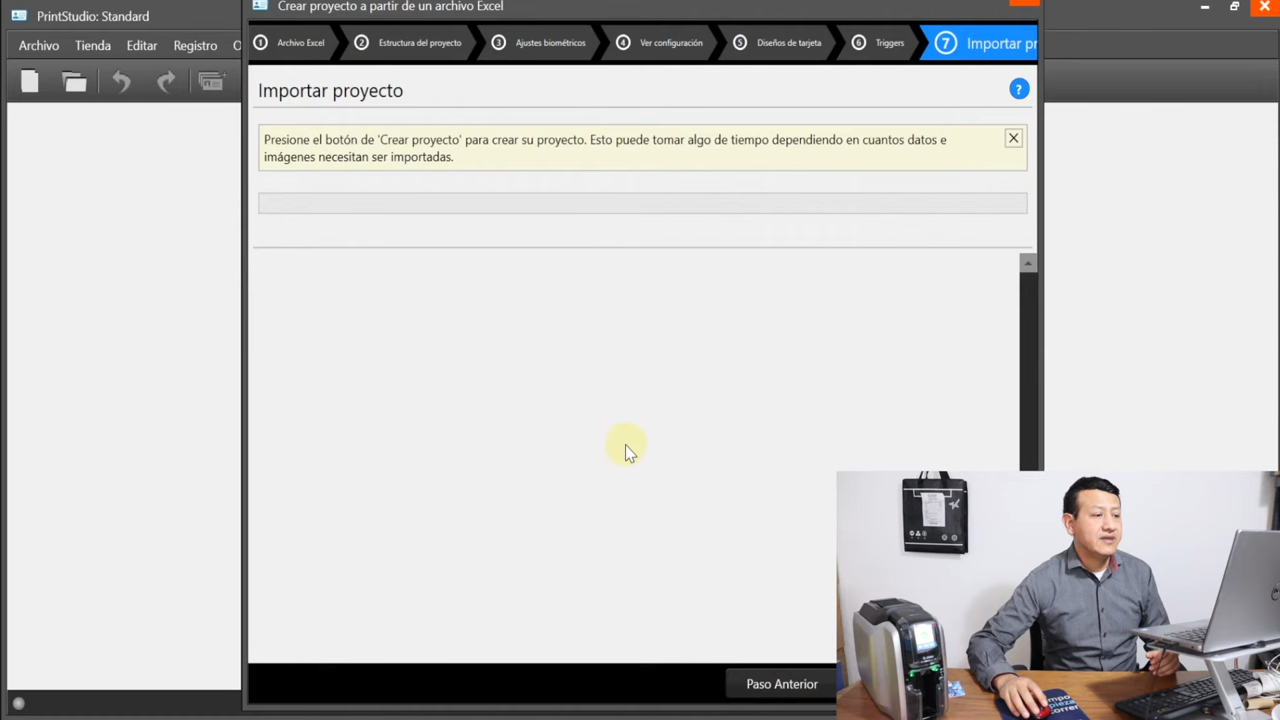 PrintStudio: Standard
Crear proyecto a partir de un archivo Excel
Archivo Tienda Editar Registro O
1 Archivo Excel
2 Estructura del proyecto
3 Ajustes biométricos
4 Ver configuración
5 Diseños de tarjeta
6 Triggers
7 Importar pr
Importar proyecto
?
Presione el botón de 'Crear proyecto' para crear su proyecto. Esto puede tomar algo de tiempo dependiendo en cuantos datos e
imágenes necesitan ser importadas.
Paso Anterior